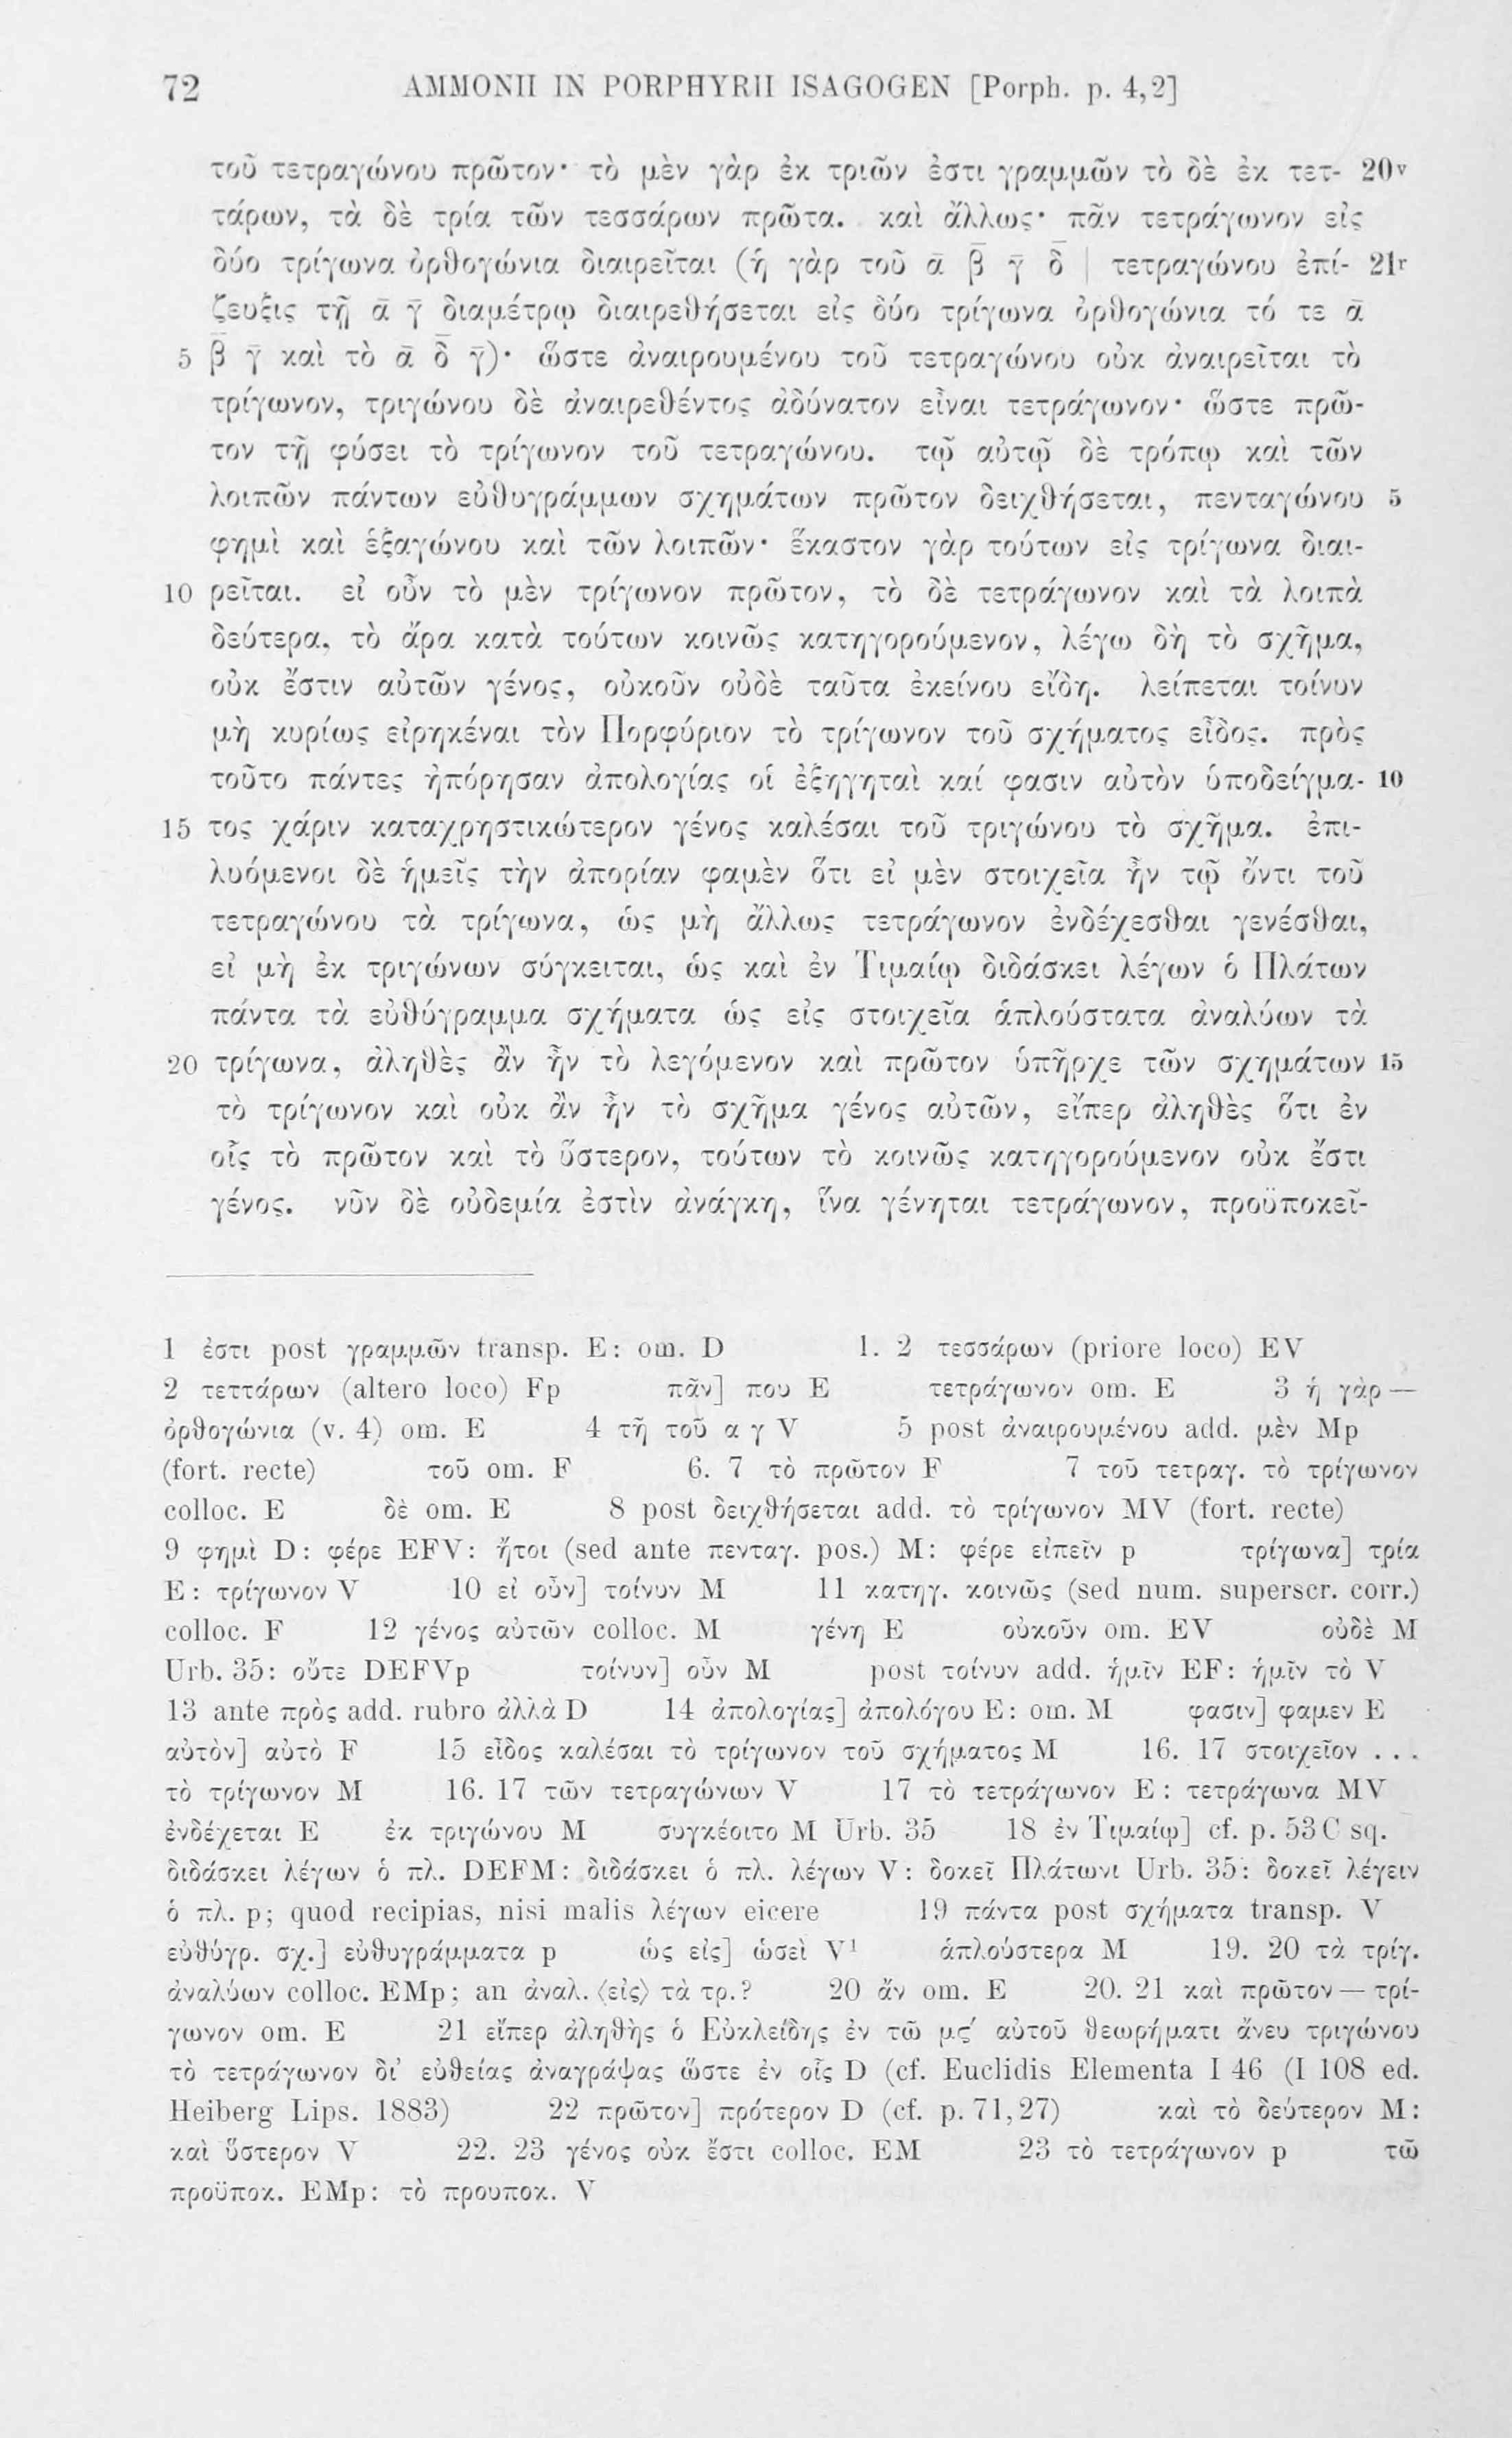 72 AMMONII IN PORPHYRII ISAGOGEN [Porph. p. 4,2]
τοῦ τετραγώνου πρῶτον· τὸ μὲν γὰρ ἐκ τριῶν ἐστι γραμμῶν τὸ δὲ ἐκ τετ- 20v
τάρων, τὰ δὲ τρία τῶν τεσσάρων πρῶτα. καὶ ἄλλως· πᾶν τετράγωνον εἰς
δύο τρίγωνα ὀρθογώνια διαιρεῖται (ἡ γὰρ τοῦ ᾱ β̄ γ̄ δ̄ | τετραγώνου ἐπί- 21r
ζευξις τῇ ᾱ γ̄ διαμέτρῳ διαιρεθήσεται εἰς δύο τρίγωνα ὀρθογώνια τό τε ᾱ
5 β̄ γ̄ καὶ τὸ ᾱ δ̄ γ̄)· ὥστε ἀναιρουμένου τοῦ τετραγώνου οὐκ ἀναιρεῖται τὸ
τρίγωνον, τριγώνου δὲ ἀναιρεθέντος ἀδύνατον εἶναι τετράγωνον· ὥστε πρῶ-
τον τῇ φύσει τὸ τρίγωνον τοῦ τετραγώνου. τῷ αὐτῷ δὲ τρόπῳ καὶ τῶν
λοιπῶν πάντων εὐθυγράμμων σχημάτων πρῶτον δειχθήσεται, πενταγώνου 5
φημὶ καὶ ἑξαγώνου καὶ τῶν λοιπῶν· ἕκαστον γὰρ τούτων εἰς τρίγωνα διαι-
10 ρεῖται. εἰ οὖν τὸ μὲν τρίγωνον πρῶτον, τὸ δὲ τετράγωνον καὶ τὰ λοιπὰ
δεύτερα, τὸ ἄρα κατὰ τούτων κοινῶς κατηγορούμενον, λέγω δὴ τὸ σχῆμα,
οὐκ ἔστιν αὐτῶν γένος, οὐκοῦν οὐδὲ ταῦτα ἐκείνου εἴδη. λείπεται τοίνυν
μὴ κυρίως εἰρηκέναι τὸν Πορφύριον τὸ τρίγωνον τοῦ σχήματος εἶδος. πρὸς
τοῦτο πάντες ἠπόρησαν ἀπολογίας οἱ ἐξηγηταὶ καί φασιν αὐτὸν ὑποδείγμα- 10
15 τος χάριν καταχρηστικώτερον γένος καλέσαι τοῦ τριγώνου τὸ σχῆμα. ἐπι-
λυόμενοι δὲ ἡμεῖς τὴν ἀπορίαν φαμὲν ὅτι εἰ μὲν στοιχεῖα ἦν τῷ ὄντι τοῦ
τετραγώνου τὰ τρίγωνα, ὡς μὴ ἄλλως τετράγωνον ἐνδέχεσθαι γενέσθαι,
εἰ μὴ ἐκ τριγώνων σύγκειται, ὡς καὶ ἐν Τιμαίῳ διδάσκει λέγων ὁ Πλάτων
πάντα τὰ εὐθύγραμμα σχήματα ὡς εἰς στοιχεῖα ἁπλούστατα ἀναλύων τὰ
20 τρίγωνα, ἀληθὲς ἂν ἦν τὸ λεγόμενον καὶ πρῶτον ὑπῆρχε τῶν σχημάτων 15
τὸ τρίγωνον καὶ οὐκ ἂν ἦν τὸ σχῆμα γένος αὐτῶν, εἴπερ ἀληθὲς ὅτι ἐν
οἷς τὸ πρῶτον καὶ τὸ ὕστερον, τούτων τὸ κοινῶς κατηγορούμενον οὐκ ἔστι
γένος. νῦν δὲ οὐδεμία ἐστὶν ἀνάγκη, ἵνα γένηται τετράγωνον, προϋποκεῖ-
1 ἐστι post γραμμῶν transp. E: om. D 1. 2 τεσσάρων (priore loco) EV
2 τεττάρων (altero loco) Fp πᾶν] που E τετράγωνον om. E 3 ἡ γὰρ —
ὀρθογώνια (v. 4) om. E 4 τῇ τοῦ α γ V 5 post ἀναιρουμένου add. μὲν Mp
(fort. recte) τοῦ om. F 6. 7 τὸ πρῶτον F 7 τοῦ τετραγ. τὸ τρίγωνον
colloc. E δὲ om. E 8 post δειχθήσεται add. τὸ τρίγωνον MV (fort. recte)
9 φημὶ D: φέρε EFV: ἤτοι (sed ante πενταγ. pos.) M: φέρε εἰπεῖν p τρίγωνα] τρία
E: τρίγωνον V 10 εἰ οὖν] τοίνυν M 11 κατηγ. κοινῶς (sed num. superscr. corr.)
colloc. F 12 γένος αὐτῶν colloc. M γένη E οὐκοῦν om. EV οὐδὲ M
Urb. 35: οὔτε DEFVp τοίνυν] οὖν M post τοίνυν add. ἡμῖν EF: ἡμῖν τὸ V
13 ante πρὸς add. rubro ἀλλὰ D 14 ἀπολογίας] ἀπολόγου E: om. M φασιν] φαμεν E
αὐτὸν] αὐτὸ F 15 εἶδος καλέσαι τὸ τρίγωνον τοῦ σχήματος M 16. 17 στοιχεῖον . . .
τὸ τρίγωνον M 16. 17 τῶν τετραγώνων V 17 τὸ τετράγωνον E: τετράγωνα MV
ἐνδέχεται E ἐκ τριγώνου M συγκέοιτο M Urb. 35 18 ἐν Τιμαίῳ] cf. p. 53 C sq.
διδάσκει λέγων ὁ πλ. DEFM: διδάσκει ὁ πλ. λέγων V: δοκεῖ Πλάτωνι Urb. 35: δοκεῖ λέγειν
ὁ πλ. p; quod recipias, nisi malis λέγων eicere 19 πάντα post σχήματα transp. V
εὐθύγρ. σχ.] εὐθυγράμματα p ὡς εἰς] ὡσεὶ V¹ ἁπλούστερα M 19. 20 τὰ τρίγ.
ἀναλύων colloc. EMp; an ἀναλ. ⟨εἰς⟩ τὰ τρ.? 20 ἄν om. E 20. 21 καὶ πρῶτον — τρί-
γωνον om. E 21 εἴπερ ἀληθὴς ὁ Εὐκλείδης ἐν τῶ μϛ′ αὐτοῦ θεωρήματι ἄνευ τριγώνου
τὸ τετράγωνον δι’ εὐθείας ἀναγράψας ὥστε ἐν οἷς D (cf. Euclidis Elementa I 46 (I 108 ed.
Heiberg Lips. 1883) 22 πρῶτον] πρότερον D (cf. p. 71,27) καὶ τὸ δεύτερον M:
καὶ ὕστερον V 22. 23 γένος οὐκ ἔστι colloc. EM 23 τὸ τετράγωνον p τῶ
προϋποκ. EMp: τὸ προυποκ. V